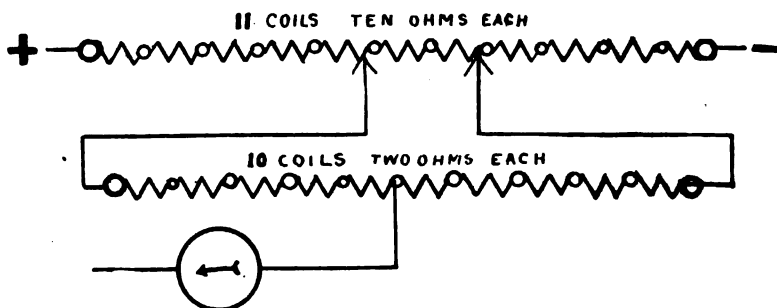 11 COILS TEN OHMS EACH
+ −
10 COILS TWO OHMS EACH